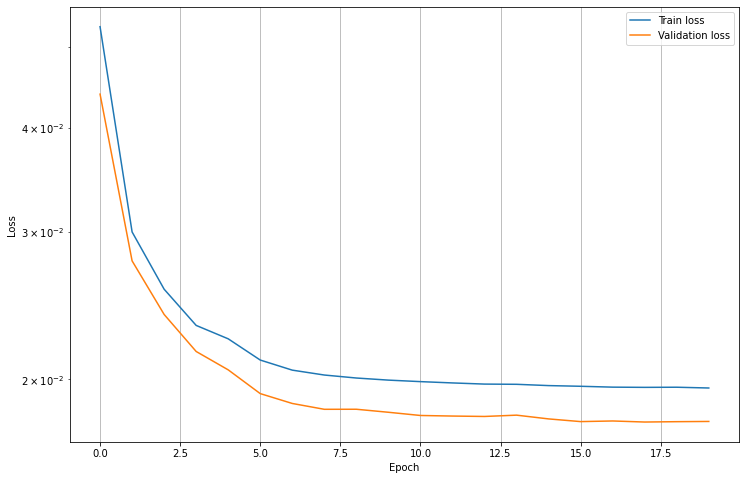 Train loss
Validation loss
4 × 10⁻²
3 × 10⁻²
2 × 10⁻²
Loss
0.0 2.5 5.0 7.5 10.0 12.5 15.0 17.5
Epoch